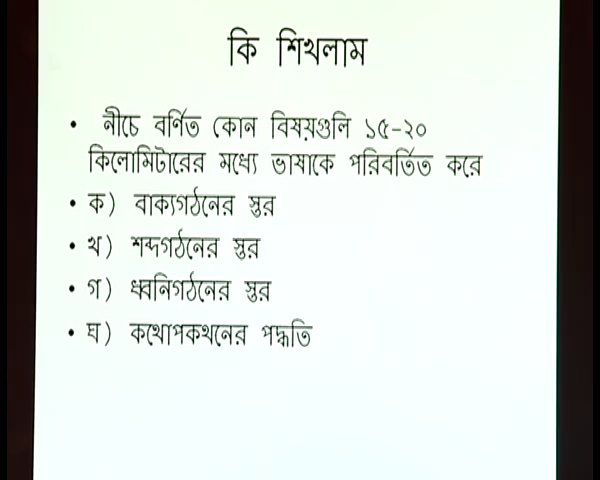 কি শিখলাম
• নীচে বর্ণিত কোন বিষয়গুলি ১৫-২০
কিলোমিটারের মধ্যে ভাষাকে পরিবর্তিত করে
• ক) বাক্যগঠনের স্তর
• খ) শব্দগঠনের স্তর
• গ) ধ্বনিগঠনের স্তর
• ঘ) কথোপকথনের পদ্ধতি